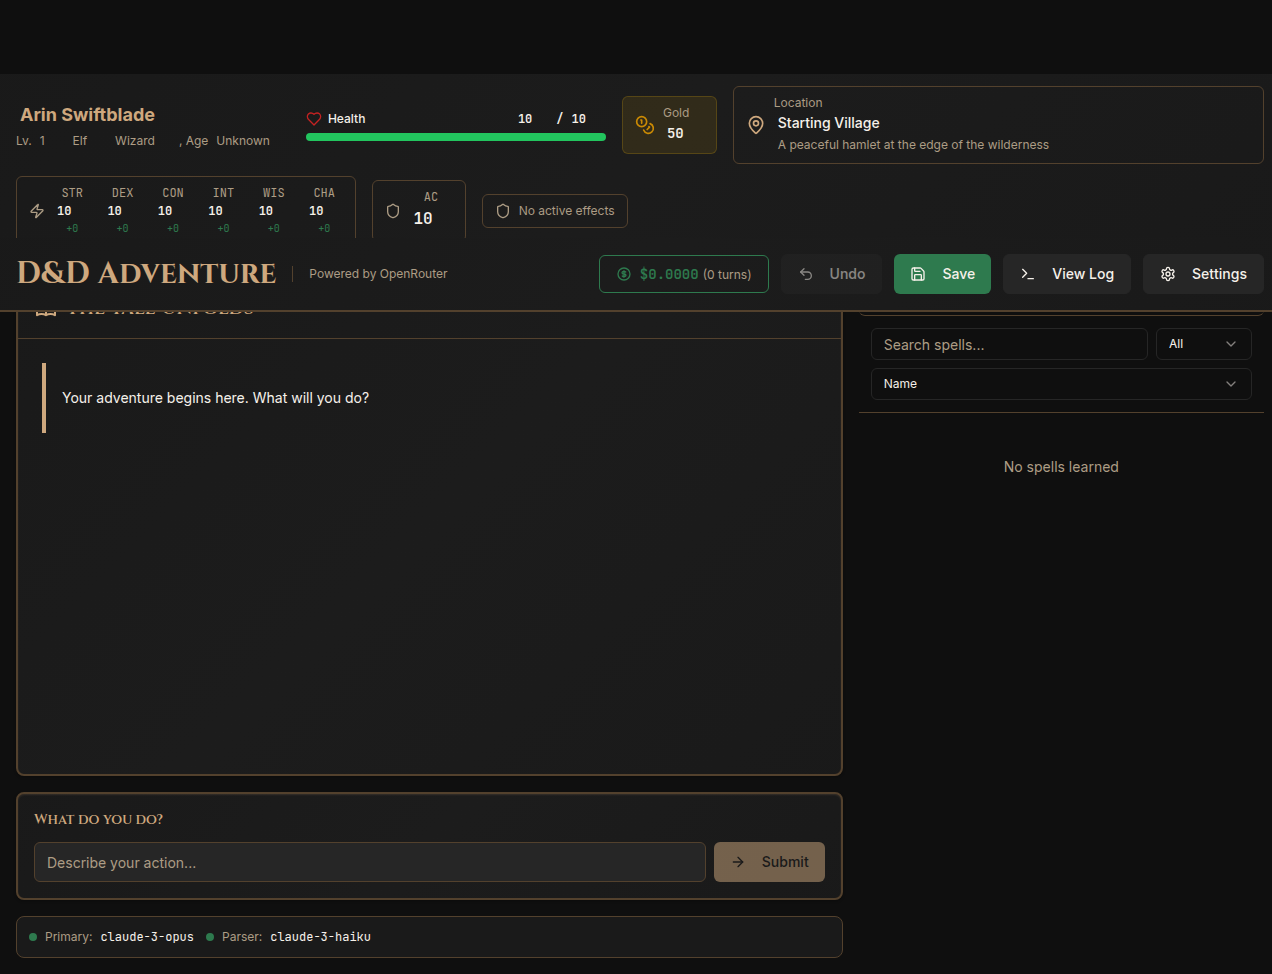 Arin Swiftblade
Lv. 1 Elf Wizard , Age Unknown
Health 10 / 10
Gold
50
Location
Starting Village
A peaceful hamlet at the edge of the wilderness
STR DEX CON INT WIS CHA
10 10 10 10 10 10
+0 +0 +0 +0 +0 +0
AC
10
No active effects
D&D Adventure
Powered by OpenRouter
$0.0000 (0 turns)
Undo
Save
View Log
Settings
The Tale Unfolds
Your adventure begins here. What will you do?
Search spells...
All
Name
No spells learned
What do you do?
Describe your action...
Submit
Primary: claude-3-opus Parser: claude-3-haiku